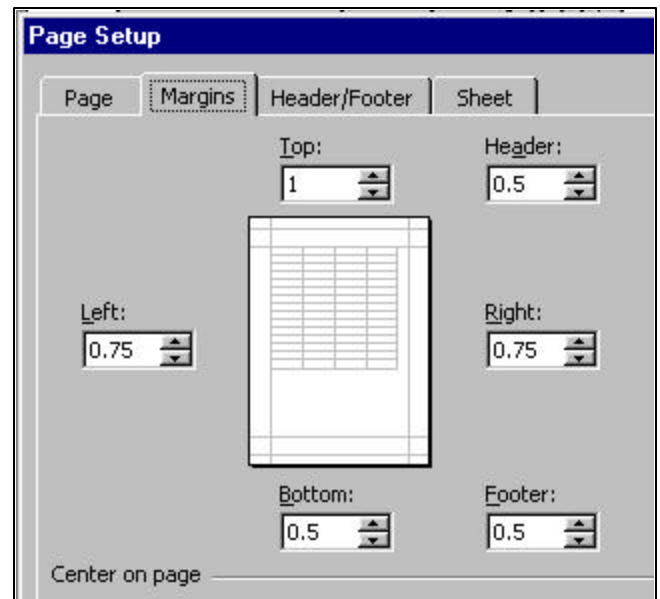 Page Setup
Page Margins Header/Footer Sheet
Top: Header:
1 0.5
Left: Right:
0.75 0.75
Bottom: Footer:
0.5 0.5
Center on page